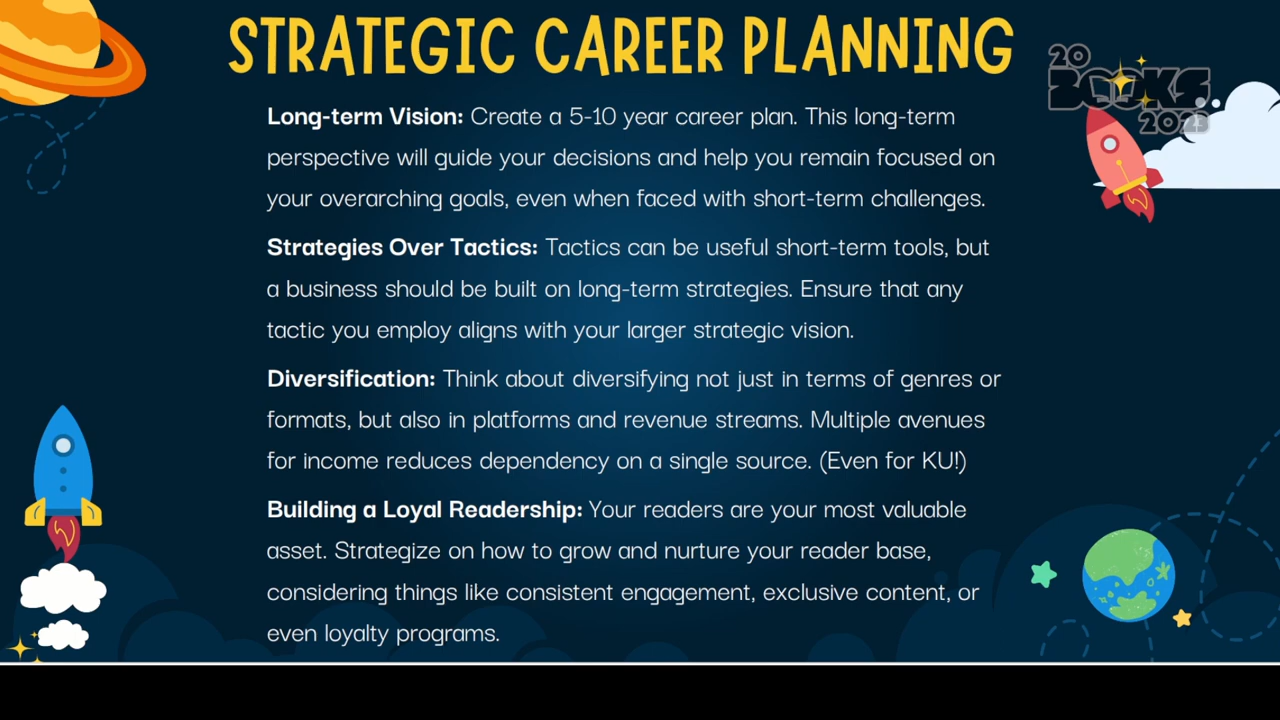 STRATEGIC CAREER PLANNING
20
BOOKS
2023
Long-term Vision: Create a 5-10 year career plan. This long-term
perspective will guide your decisions and help you remain focused on
your overarching goals, even when faced with short-term challenges.
Strategies Over Tactics: Tactics can be useful short-term tools, but
a business should be built on long-term strategies. Ensure that any
tactic you employ aligns with your larger strategic vision.
Diversification: Think about diversifying not just in terms of genres or
formats, but also in platforms and revenue streams. Multiple avenues
for income reduces dependency on a single source. (Even for KU!)
Building a Loyal Readership: Your readers are your most valuable
asset. Strategize on how to grow and nurture your reader base,
considering things like consistent engagement, exclusive content, or
even loyalty programs.